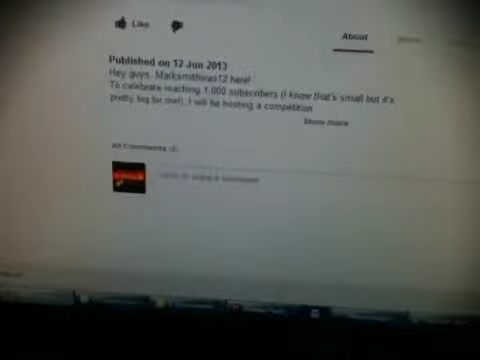 Like
About
Published on 12 Jun 2013
Hey guys, Marksmithews12 here!
To celebrate reaching 1,000 subscribers (I know that's small but it's
pretty big for me!), I will be hosting a competition
Show more
All Comments